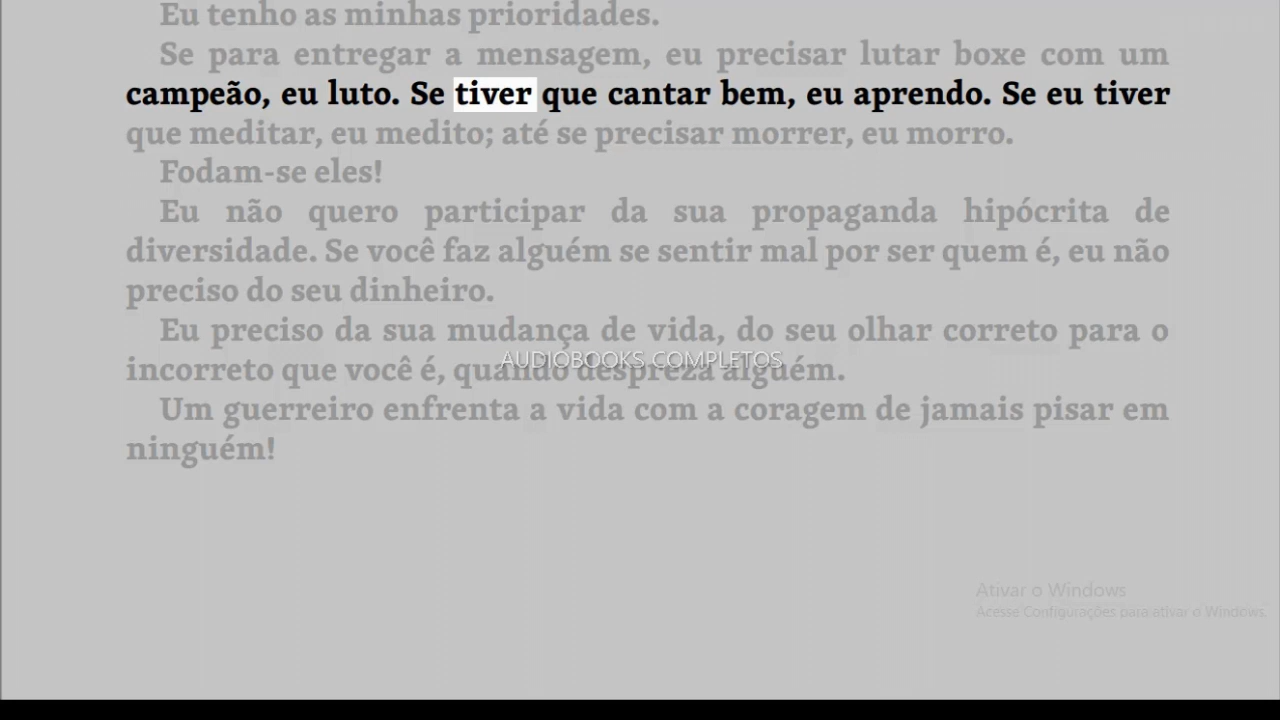 Eu tenho as minhas prioridades.
Se para entregar a mensagem, eu precisar lutar boxe com um
campeão, eu luto. Se tiver que cantar bem, eu aprendo. Se eu tiver
que meditar, eu medito; até se precisar morrer, eu morro.
Fodam-se eles!
Eu não quero participar da sua propaganda hipócrita de
diversidade. Se você faz alguém se sentir mal por ser quem é, eu não
preciso do seu dinheiro.
Eu preciso da sua mudança de vida, do seu olhar correto para o
AUDIOBOOKS COMPLETOS
incorreto que você é, quando despreza alguém.
Um guerreiro enfrenta a vida com a coragem de jamais pisar em
ninguém!
Ativar o Windows
Acesse Configurações para ativar o Windows.